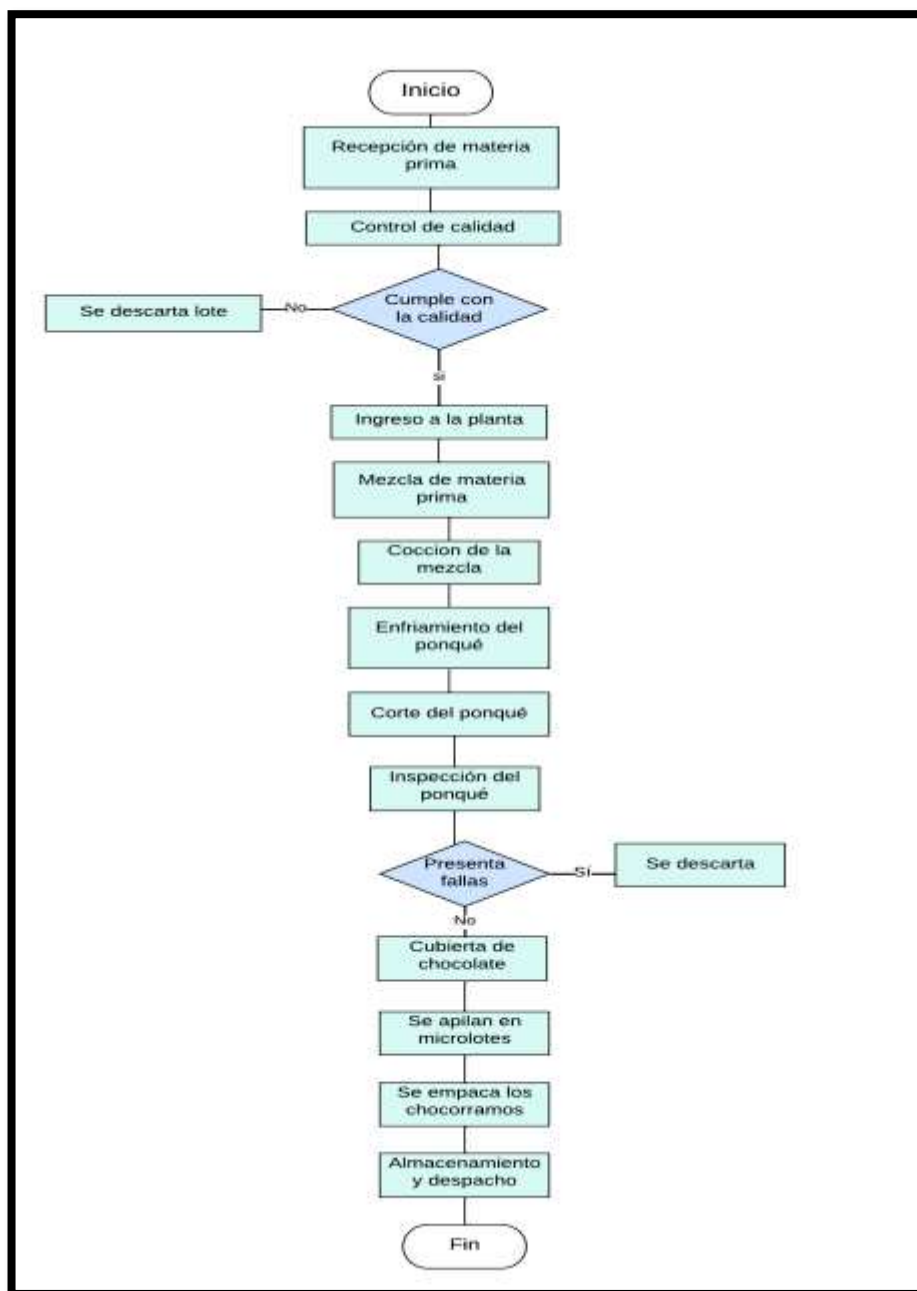 Inicio
Recepción de materia
prima
Control de calidad
Cumple con
la calidad
No
Se descarta lote
Si
Ingreso a la planta
Mezcla de materia
prima
Coccion de la
mezcla
Enfriamiento del
ponqué
Corte del ponqué
Inspección del
ponqué
Presenta
fallas
Sí
Se descarta
No
Cubierta de
chocolate
Se apilan en
microlotes
Se empaca los
chocorramos
Almacenamiento
y despacho
Fin